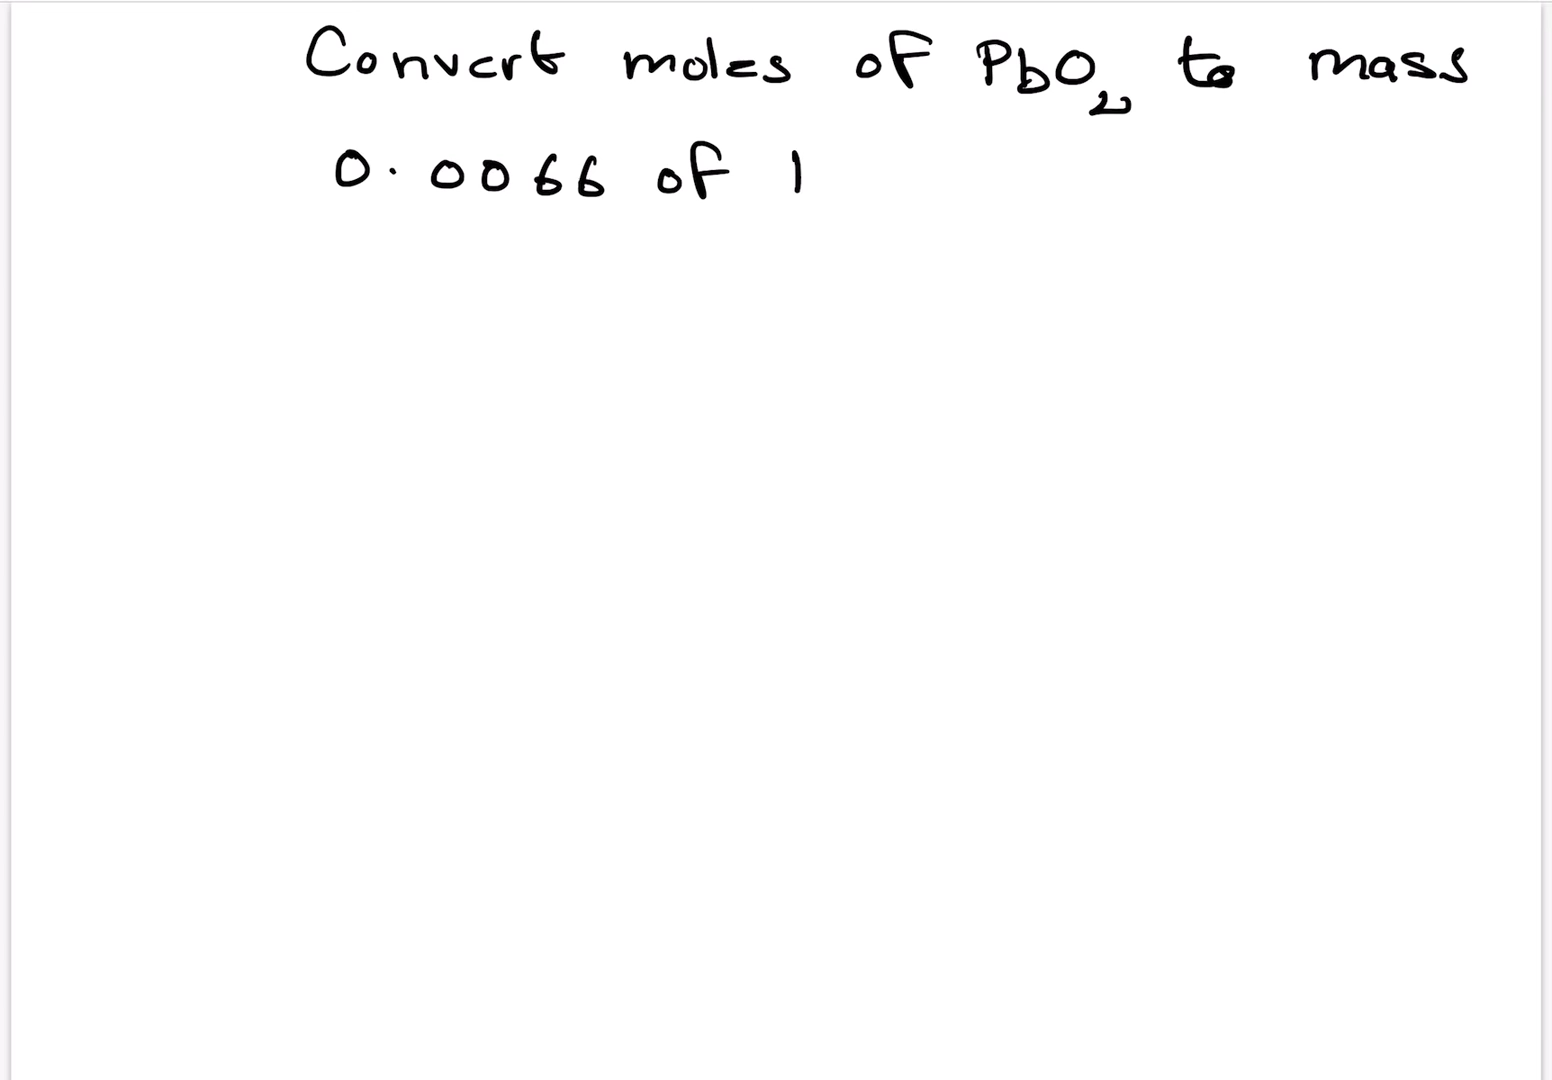 Convert moles of PbO₂ to mass
0.0066 of 1